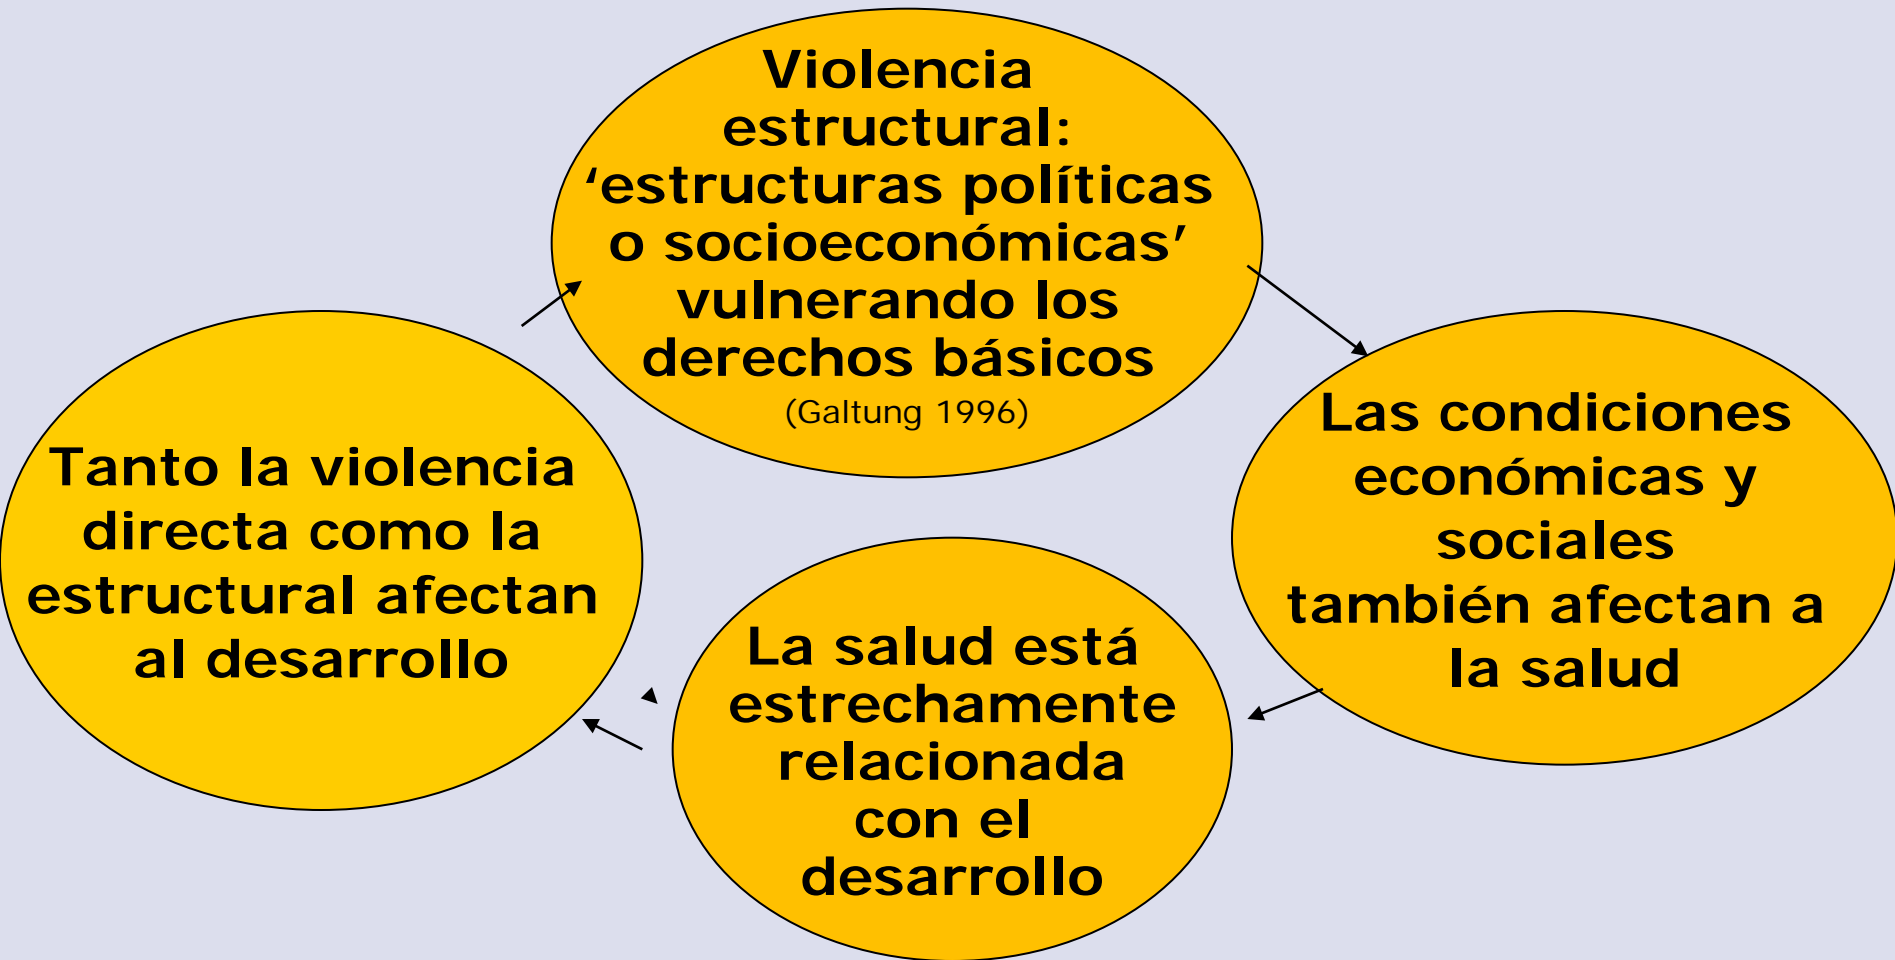 Violencia
estructural:
‘estructuras políticas
o socioeconómicas’
vulnerando los
derechos básicos
(Galtung 1996)
Las condiciones
económicas y
sociales
también afectan a
la salud
La salud está
estrechamente
relacionada
con el
desarrollo
Tanto la violencia
directa como la
estructural afectan
al desarrollo